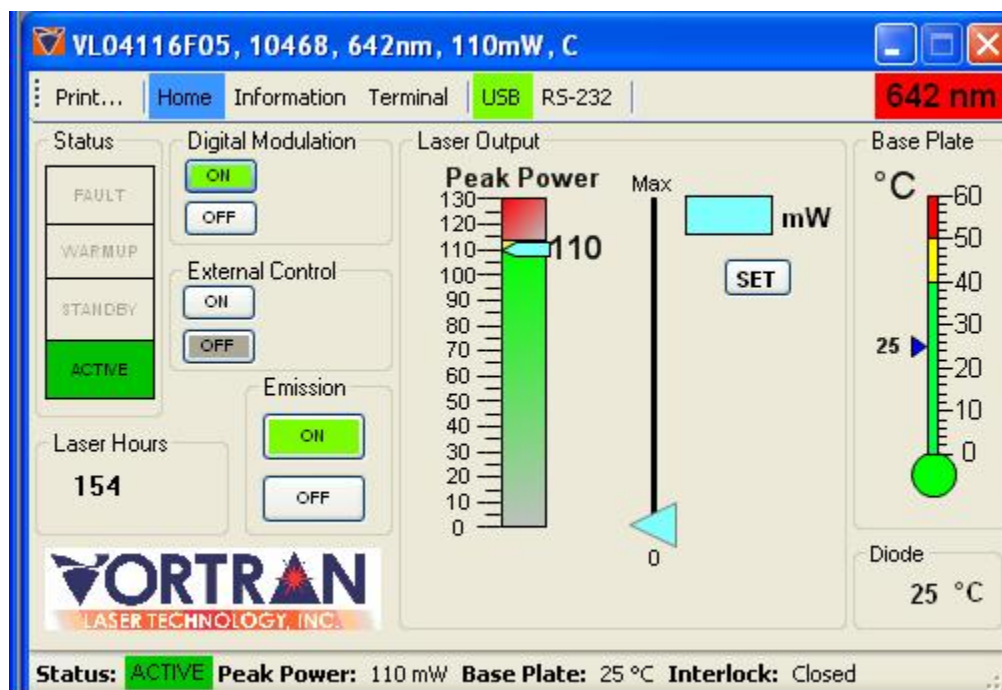 VL04116F05, 10468, 642nm, 110mW, C
Print... Home Information Terminal USB RS-232 642 nm
Status
FAULT
WARMUP
STANDBY
ACTIVE
Digital Modulation
ON
OFF
External Control
ON
OFF
Emission
ON
OFF
Laser Hours
154
VORTRAN
LASER TECHNOLOGY, INC.
Laser Output
Peak Power
130
120
110
100
90
80
70
60
50
40
30
20
10
0
110
Max
0
mW
SET
Base Plate
°C
60
50
40
30
20
10
0
25
Diode
25 °C
Status: ACTIVE Peak Power: 110 mW Base Plate: 25 °C Interlock: Closed